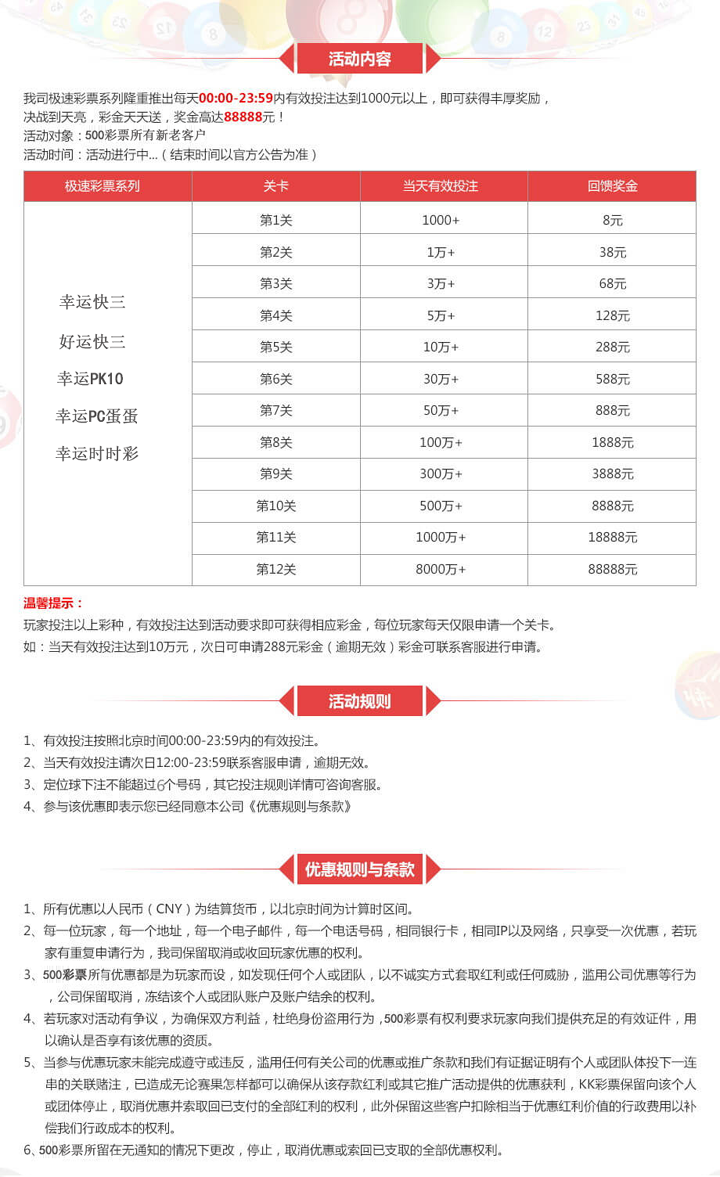 活动内容
我司极速彩票系列隆重推出每天00:00-23:59内有效投注达到1000元以上，即可获得丰厚奖励，
决战到天亮，彩金天天送，奖金高达88888元！
活动对象：500彩票所有新老客户
活动时间：活动进行中...（结束时间以官方公告为准）
极速彩票系列 关卡 当天有效投注 回馈奖金
第1关 1000+ 8元
第2关 1万+ 38元
第3关 3万+ 68元
幸运快三
第4关 5万+ 128元
好运快三
第5关 10万+ 288元
幸运PK10
第6关 30万+ 588元
幸运PC蛋蛋
第7关 50万+ 888元
幸运时时彩
第8关 100万+ 1888元
第9关 300万+ 3888元
第10关 500万+ 8888元
第11关 1000万+ 18888元
第12关 8000万+ 88888元
温馨提示：
玩家投注以上彩种，有效投注达到活动要求即可获得相应彩金，每位玩家每天仅限申请一个关卡。
如：当天有效投注达到10万元，次日可申请288元彩金（逾期无效）彩金可联系客服进行申请。
活动规则
1、有效投注按照北京时间00:00-23:59内的有效投注。
2、当天有效投注请次日12:00-23:59联系客服申请，逾期无效。
3、定位球下注不能超过6个号码，其它投注规则详情可咨询客服。
4、参与该优惠即表示您已经同意本公司《优惠规则与条款》
优惠规则与条款
1、所有优惠以人民币（CNY）为结算货币，以北京时间为计算时区间。
2、每一位玩家，每一个地址，每一个电子邮件，每一个电话号码，相同银行卡，相同IP以及网络，只享受一次优惠，若玩
家有重复申请行为，我司保留取消或收回玩家优惠的权利。
3、500彩票所有优惠都是为玩家而设，如发现任何个人或团队，以不诚实方式套取红利或任何威胁，滥用公司优惠等行为
，公司保留取消，冻结该个人或团队账户及账户结余的权利。
4、若玩家对活动有争议，为确保双方利益，杜绝身份盗用行为，500彩票有权利要求玩家向我们提供充足的有效证件，用
以确认是否享有该优惠的资质。
5、当参与优惠玩家未能完成遵守或违反，滥用任何有关公司的优惠或推广条款和我们有证据证明有个人或团队体投下一连
串的关联赌注，已造成无论赛果怎样都可以确保从该存款红利或其它推广活动提供的优惠获利，KK彩票保留向该个人
或团体停止，取消优惠并索取回已支付的全部红利的权利，此外保留这些客户扣除相当于优惠红利价值的行政费用以补
偿我们行政成本的权利。
6、500彩票所留在无通知的情况下更改，停止，取消优惠或索回已支取的全部优惠权利。